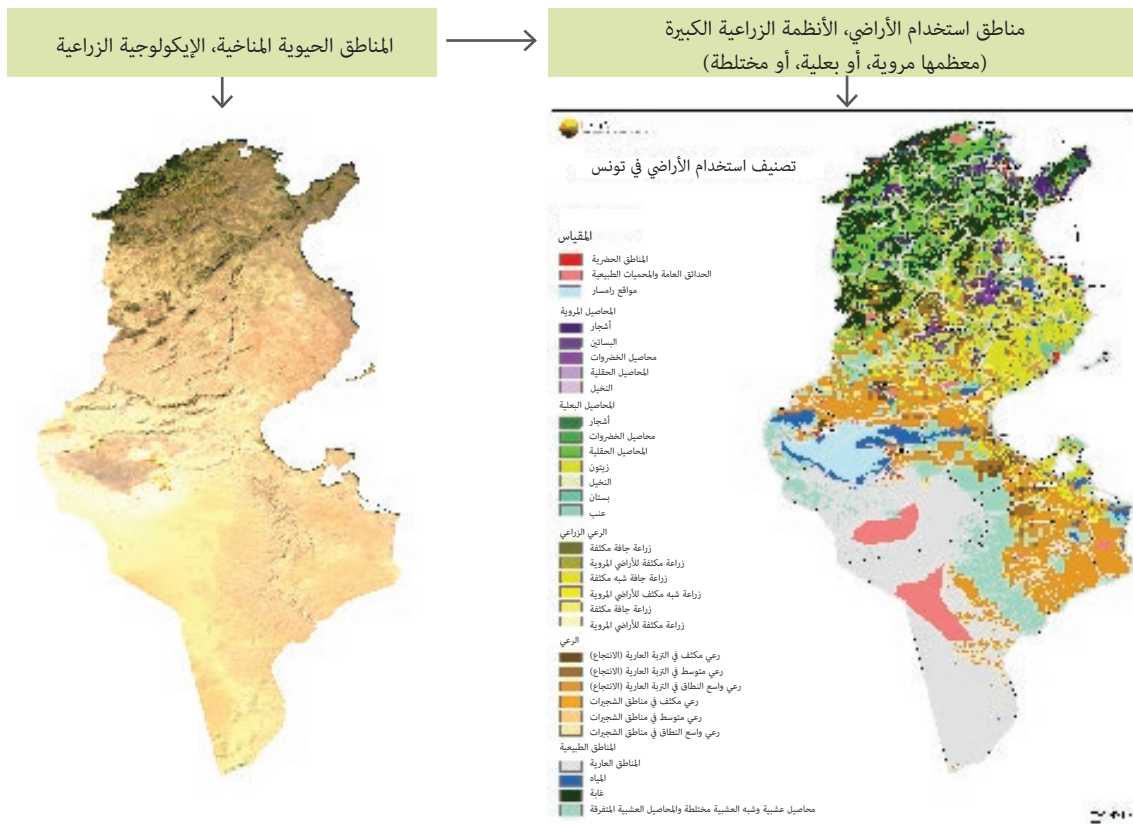 المناطق الحيوية المناخية، الإيكولوجية الزراعية
مناطق استخدام الأراضي، الأنظمة الزراعية الكبيرة
(معظمها مروية، أو بعلية، أو مختلطة)
تصنيف استخدام الأراضي في تونس
المقياس
المناطق الحضرية
الحدائق العامة والمحميات الطبيعية
مواقع رامسار
المحاصيل المروية
أشجار
البساتين
محاصيل الخضروات
المحاصيل الحقلية
النخيل
المحاصيل البعلية
أشجار
محاصيل الخضروات
المحاصيل الحقلية
زيتون
النخيل
بستان
عنب
الرعي الزراعي
زراعة جافة مكثفة
زراعة مكثفة للأراضي المروية
زراعة جافة شبه مكثفة
زراعة شبه مكثف للأراضي المروية
زراعة جافة مكثفة
زراعة مكثفة للأراضي المروية
الرعي
رعي مكثف في التربة العارية (الانتجاع)
رعي متوسط في التربة العارية (الانتجاع)
رعي واسع النطاق في التربة العارية (الانتجاع)
رعي مكثف في مناطق الشجيرات
رعي متوسط في مناطق الشجيرات
رعي واسع النطاق في مناطق الشجيرات
المناطق الطبيعية
المناطق العارية
المياه
غابة
محاصيل عشبية وشبه العشبية مختلطة والمحاصيل العشبية المتفرقة